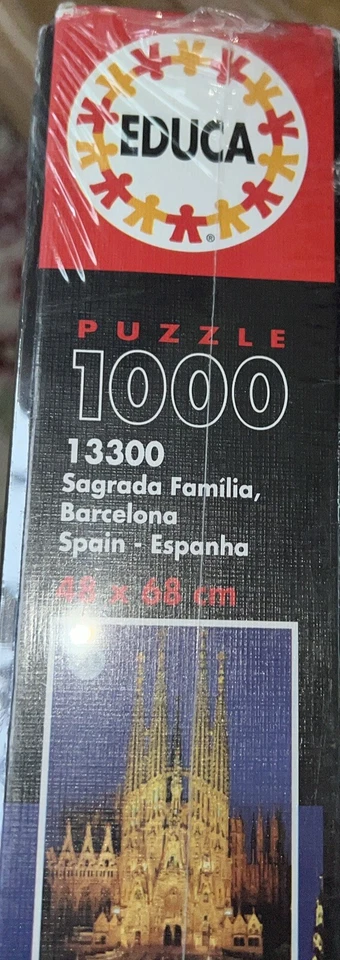 EDUCA
®
PUZZLE
1000
13300
Sagrada Família,
Barcelona
Spain - Espanha
48 x 68 cm